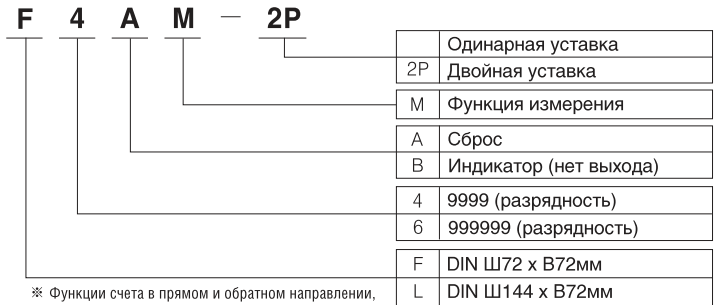 F 4 A M — 2P
Одинарная уставка
2P Двойная уставка
M Функция измерения
A Сброс
B Индикатор (нет выхода)
4 9999 (разрядность)
6 999999 (разрядность)
F DIN Ш72 x В72мм
L DIN Ш144 x В72мм
※ Функции счета в прямом и обратном направлении,